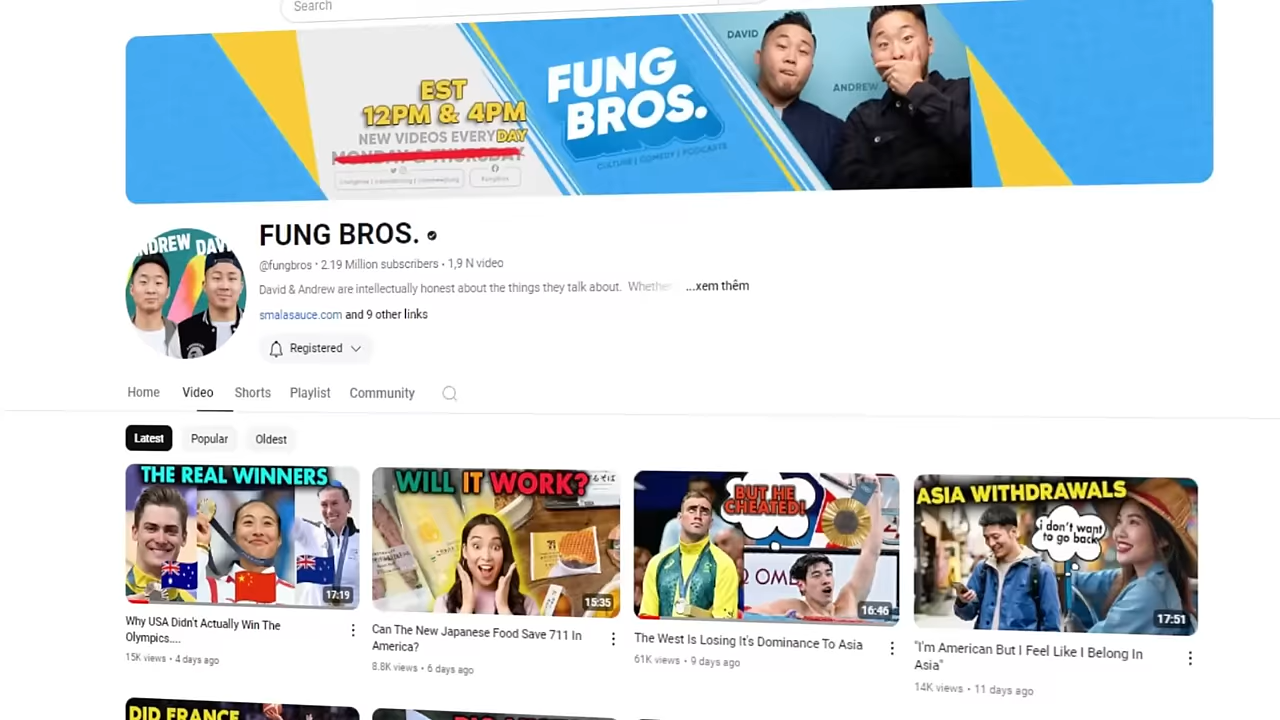 Search
DAVID
ANDREW
EST
12PM & 4PM
NEW VIDEOS EVERYDAY
MONDAY & THURSDAY
FUNG
BROS.
CULTURE | COMEDY | PODCASTS
ANDREW DAV
FUNG BROS.
@fungbros • 2.19 Million subscribers • 1,9 N video
David & Andrew are intellectually honest about the things they talk about. Whether ...xem thêm
smalasauce.com and 9 other links
Registered
Home Video Shorts Playlist Community
Latest Popular Oldest
THE REAL WINNERS
17:19
Why USA Didn't Actually Win The
Olympics....
15K views • 4 days ago
WILL IT WORK?
15:35
Can The New Japanese Food Save 711 In
America?
8.8K views • 6 days ago
BUT HE
CHEATED!
OME
16:46
The West Is Losing It's Dominance To Asia
61K views • 9 days ago
ASIA WITHDRAWALS
i don't want
to go back
17:51
"I'm American But I Feel Like I Belong In
Asia"
14K views • 11 days ago
DID FRANCE